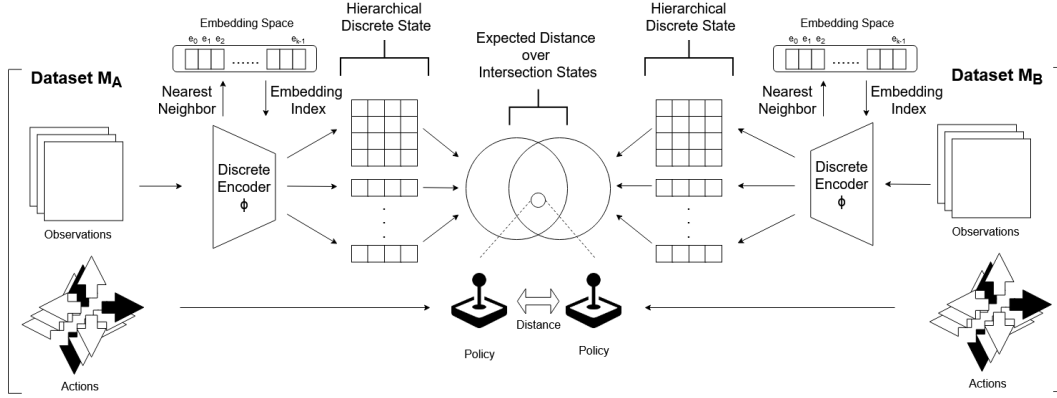 Embedding Space
e0 e1 e2 ...... ek-1
Dataset MA
Nearest
Neighbor
Embedding
Index
Discrete
Encoder
ϕ
Observations
Actions
Hierarchical
Discrete State
Expected Distance
over
Intersection States
Hierarchical
Discrete State
Distance
Policy
Policy
Embedding Space
e0 e1 e2 ...... ek-1
Dataset MB
Nearest
Neighbor
Embedding
Index
Discrete
Encoder
ϕ
Observations
Actions